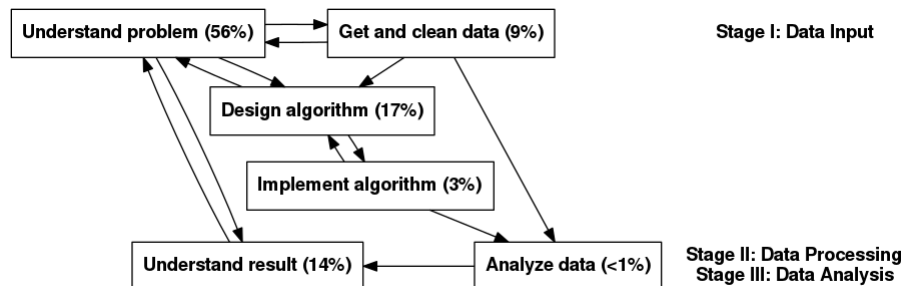 Understand problem (56%)
Get and clean data (9%)
Stage I: Data Input
Design algorithm (17%)
Implement algorithm (3%)
Understand result (14%)
Analyze data (<1%)
Stage II: Data Processing
Stage III: Data Analysis